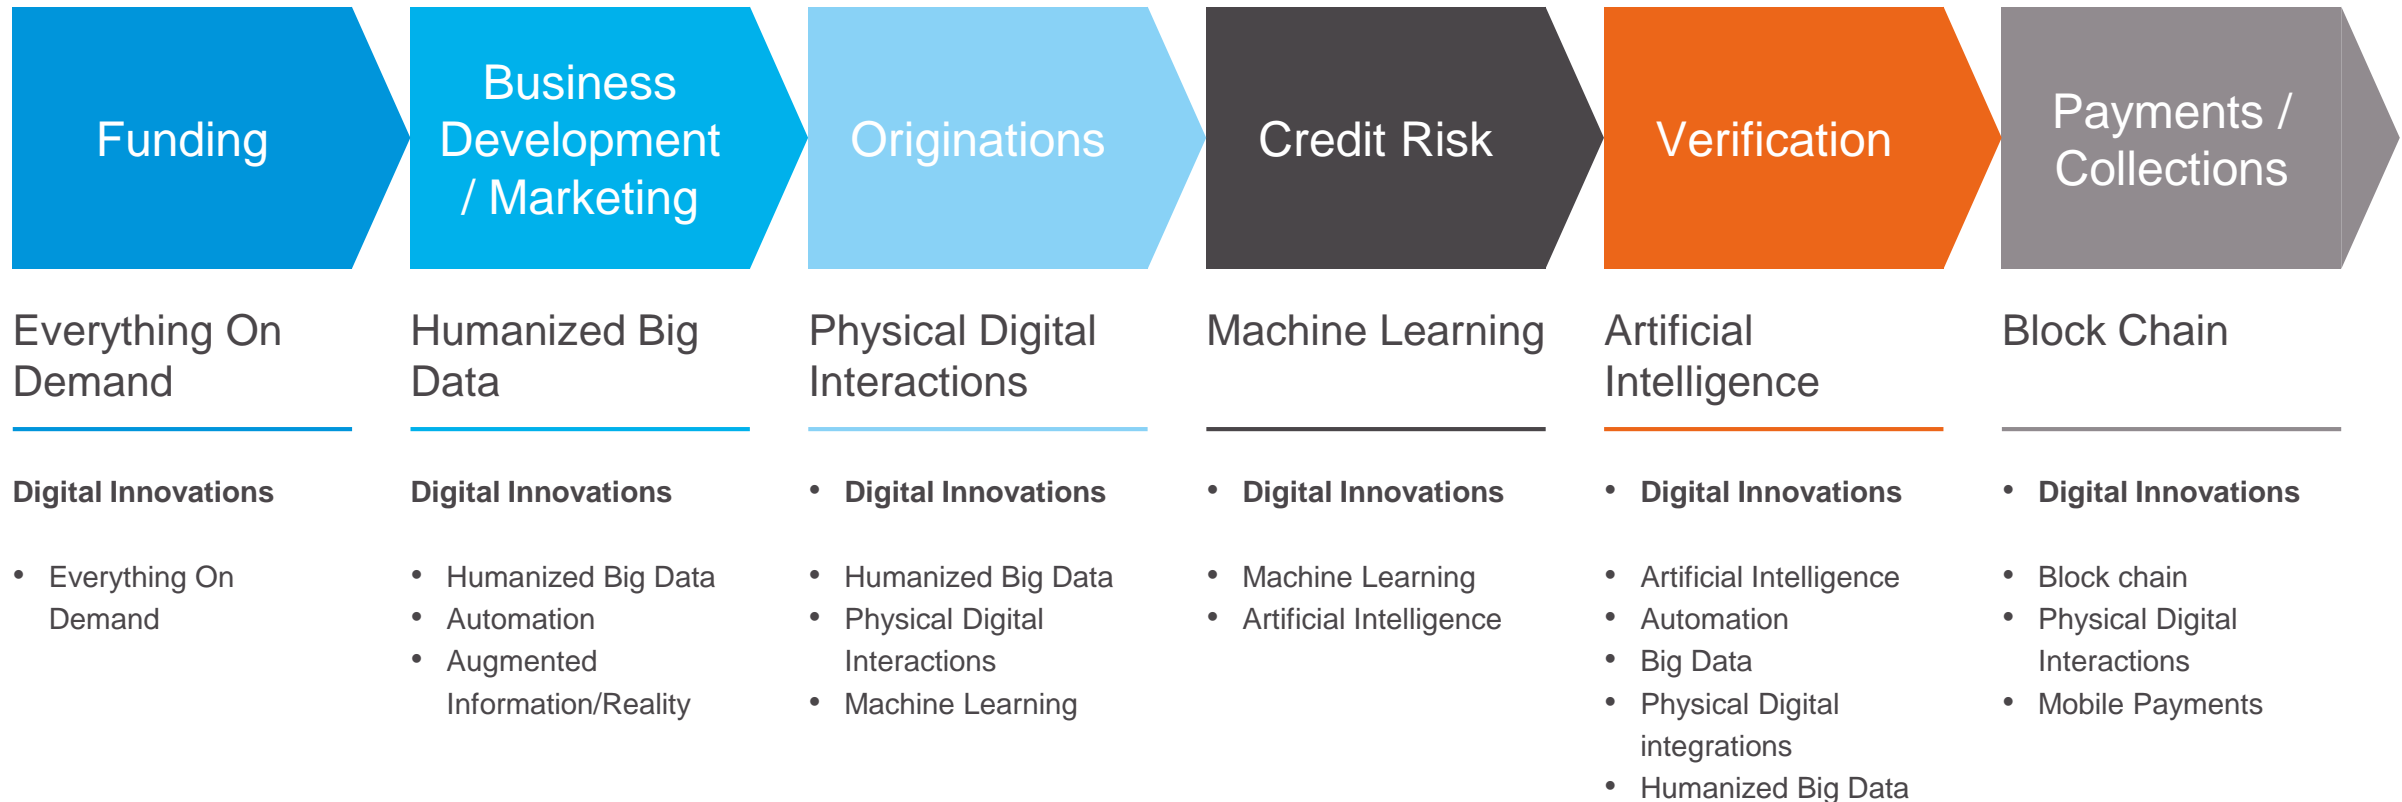 Funding
Business
Development
/ Marketing
Originations
Credit Risk
Verification
Payments /
Collections
Everything On
Demand
Humanized Big
Data
Physical Digital
Interactions
Machine Learning
Artificial
Intelligence
Block Chain
Digital Innovations
• Everything On
Demand
Digital Innovations
• Humanized Big Data
• Automation
• Augmented
Information/Reality
• Digital Innovations
• Humanized Big Data
• Physical Digital
Interactions
• Machine Learning
• Digital Innovations
• Machine Learning
• Artificial Intelligence
• Digital Innovations
• Artificial Intelligence
• Automation
• Big Data
• Physical Digital
integrations
• Humanized Big Data
• Digital Innovations
• Block chain
• Physical Digital
Interactions
• Mobile Payments